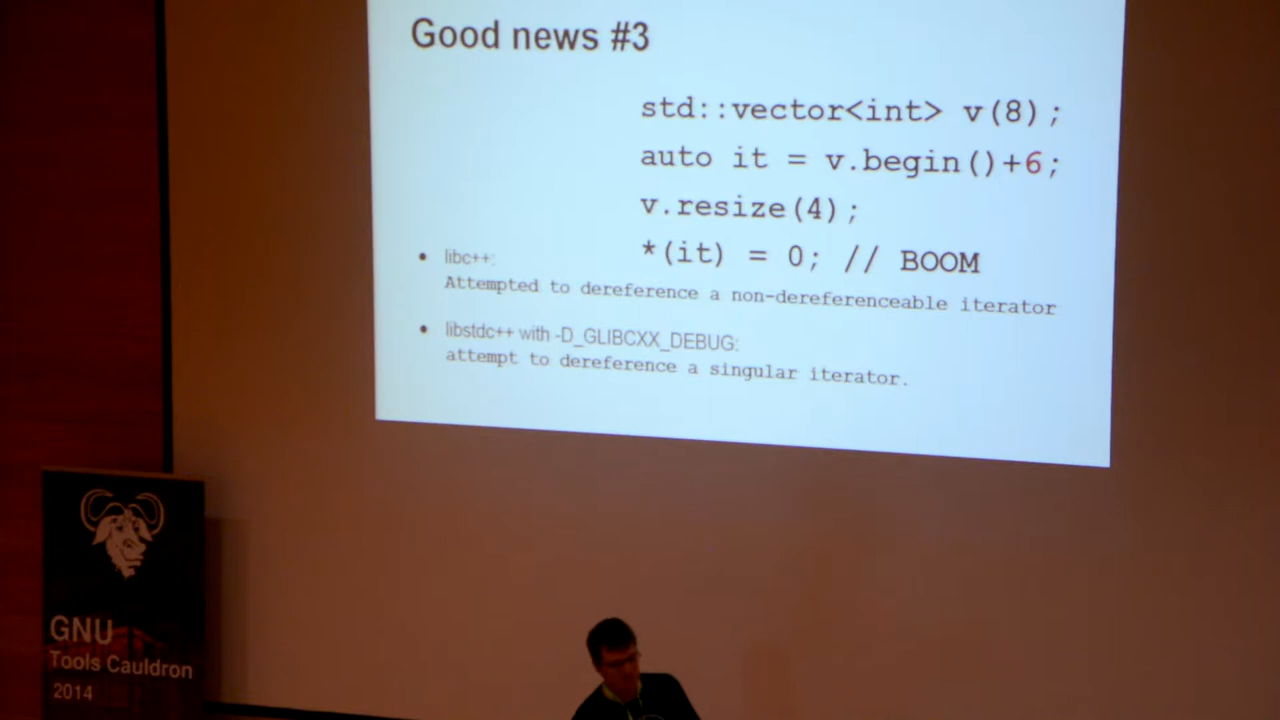 Good news #3
std::vector<int> v(8);
auto it = v.begin()+6;
v.resize(4);
*(it) = 0; // BOOM
• libc++:
Attempted to dereference a non-dereferenceable iterator
• libstdc++ with -D_GLIBCXX_DEBUG:
attempt to dereference a singular iterator.
GNU
Tools Cauldron
2014